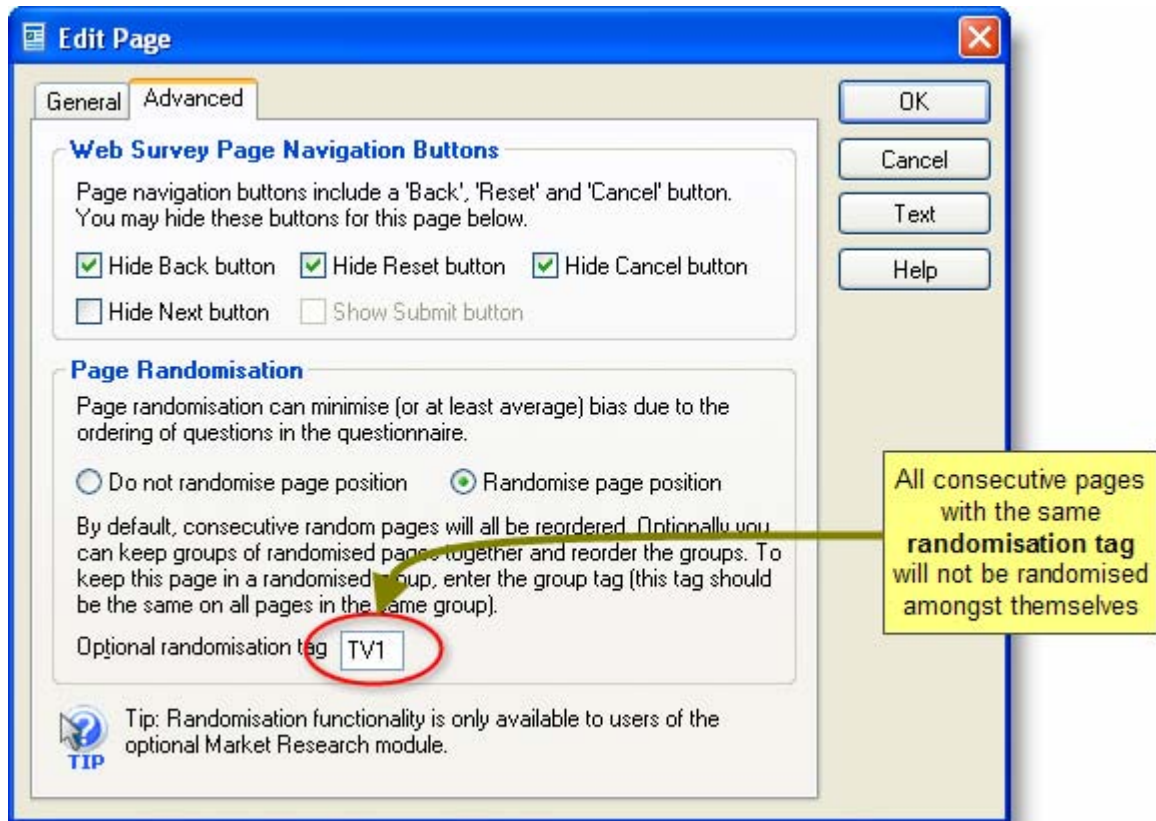 Edit Page
General
Advanced
OK
Cancel
Text
Help
Web Survey Page Navigation Buttons
Page navigation buttons include a 'Back', 'Reset' and 'Cancel' button.
You may hide these buttons for this page below.
Hide Back button
Hide Reset button
Hide Cancel button
Hide Next button
Show Submit button
Page Randomisation
Page randomisation can minimise (or at least average) bias due to the
ordering of questions in the questionnaire.
Do not randomise page position
Randomise page position
By default, consecutive random pages will all be reordered. Optionally you
can keep groups of randomised pages together and reorder the groups. To
keep this page in a randomised group, enter the group tag (this tag should
be the same on all pages in the same group).
Optional randomisation tag
TV1
TIP
Tip: Randomisation functionality is only available to users of the
optional Market Research module.
All consecutive pages
with the same
randomisation tag
will not be randomised
amongst themselves